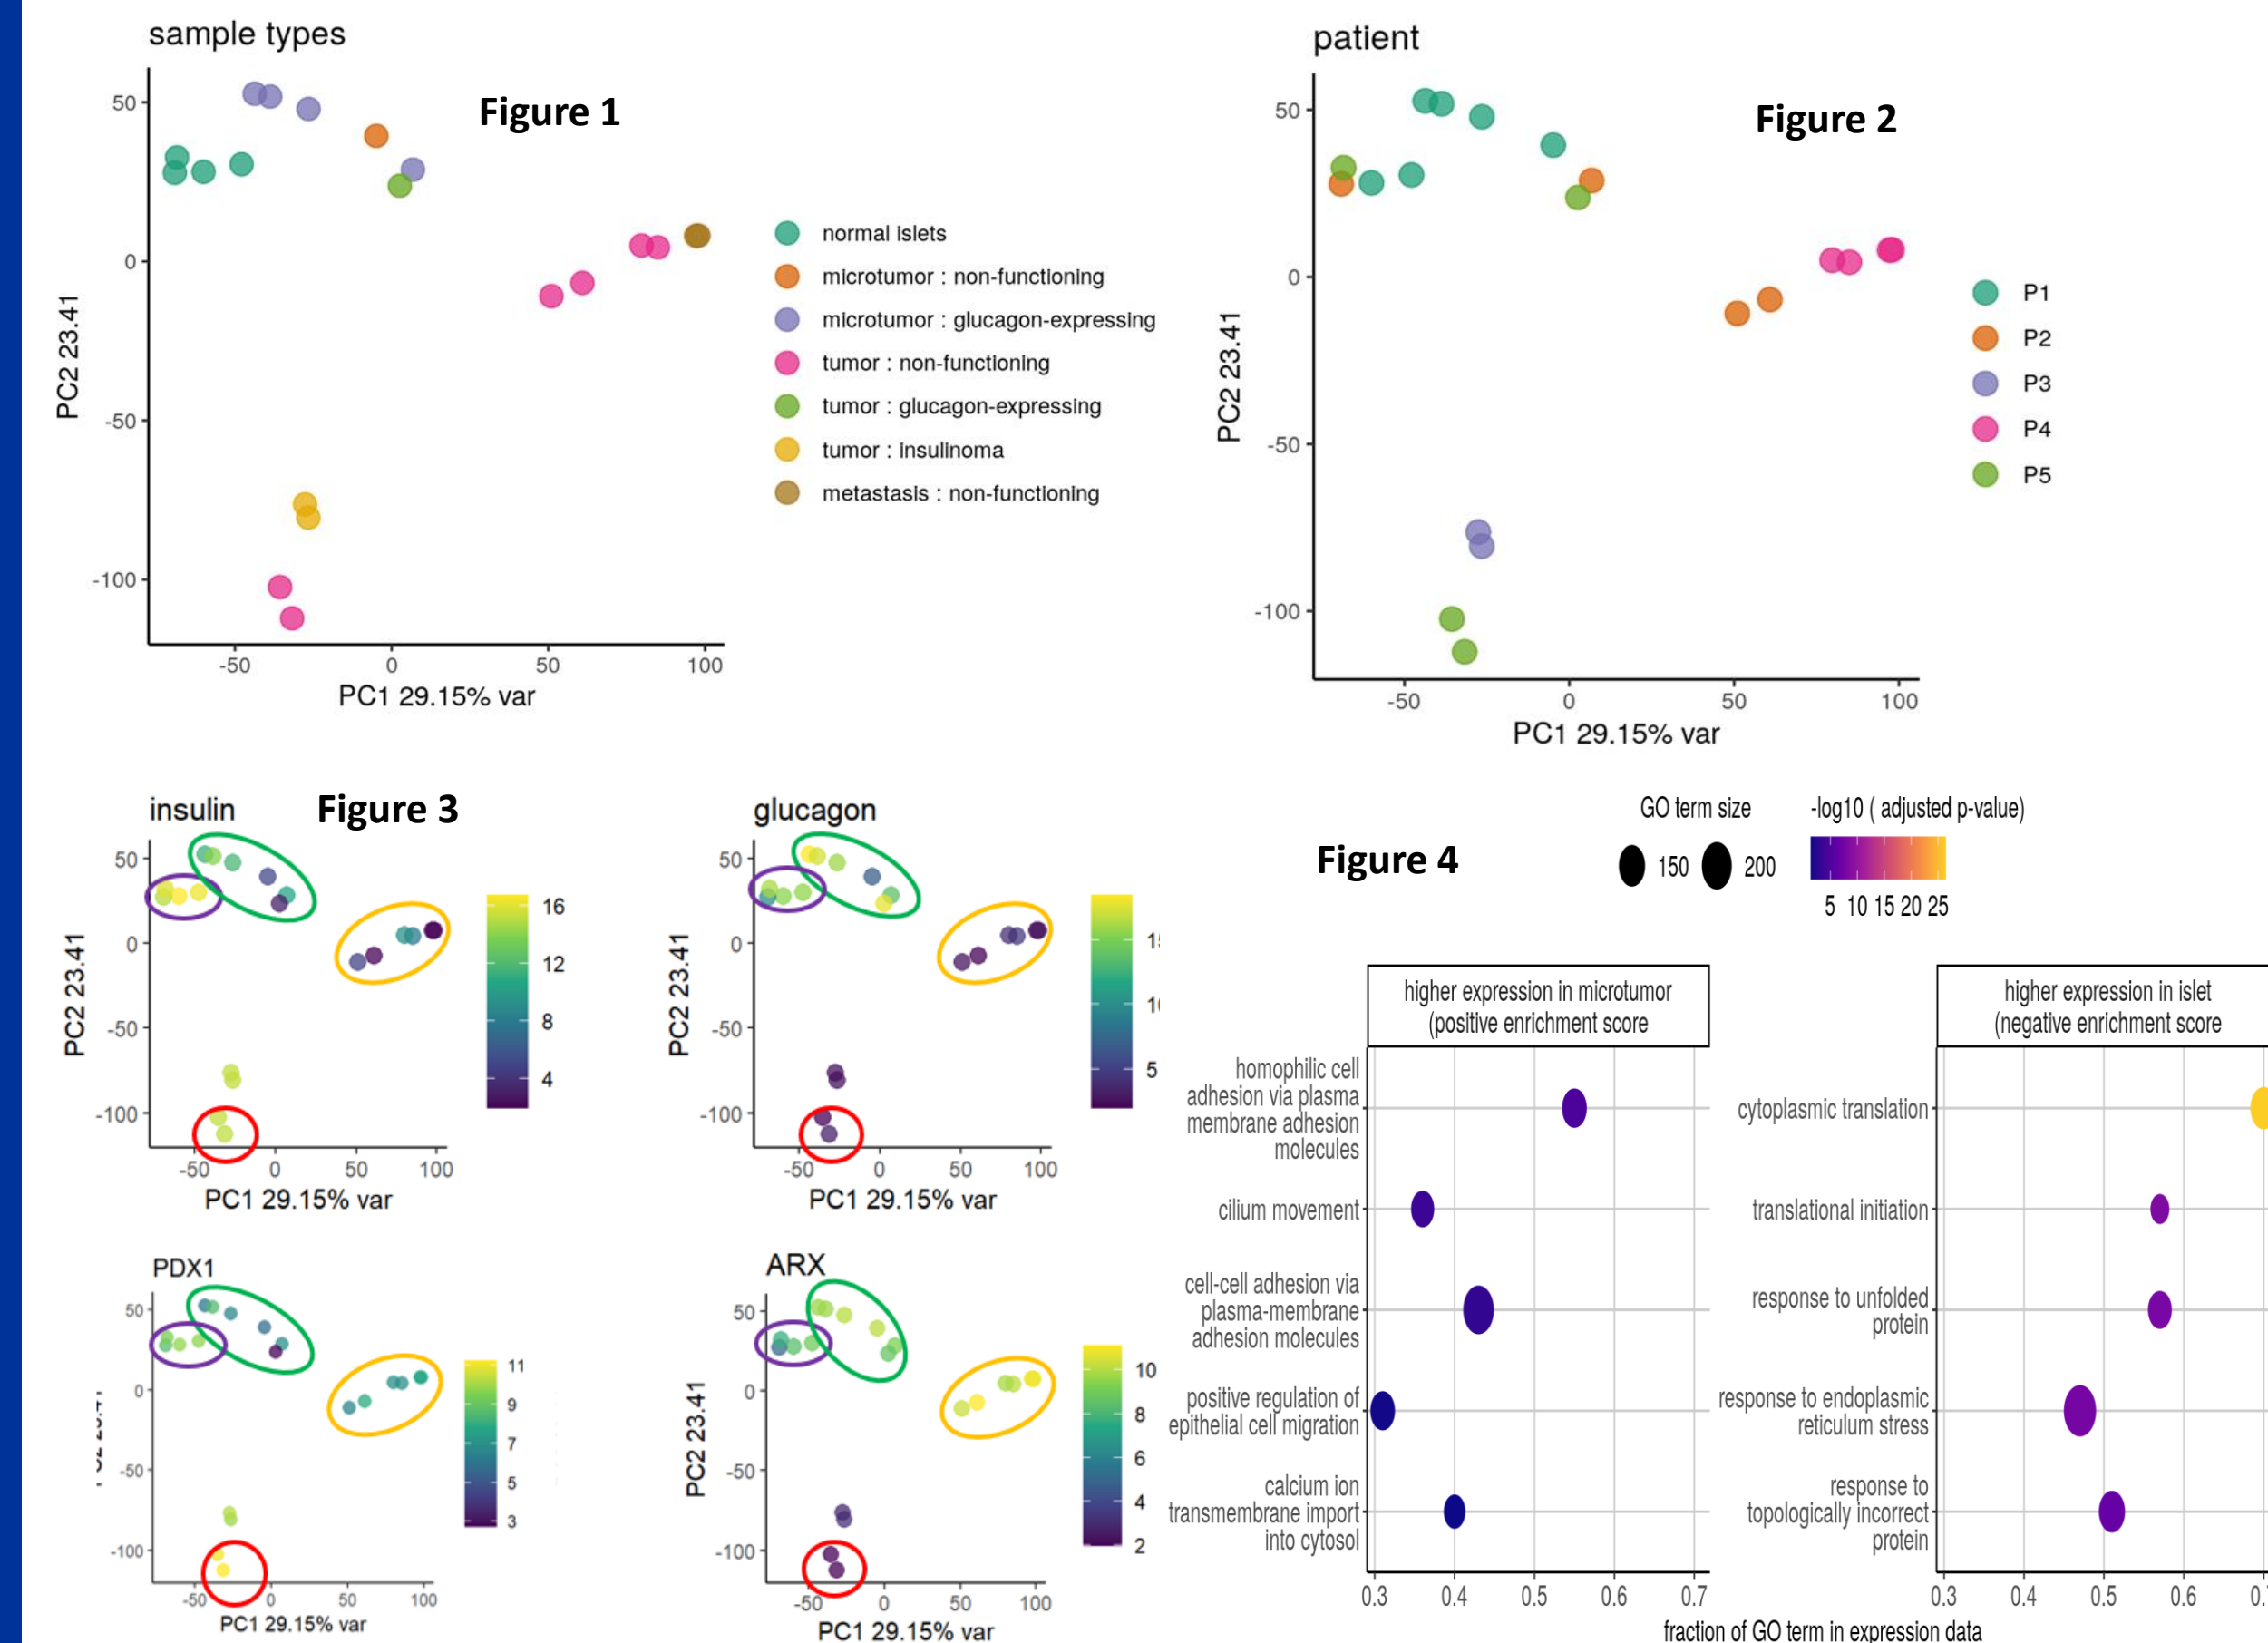 sample types
Figure 1
50
0
-50
-100
PC2 23.41
-50 0 50 100
PC1 29.15% var
normal islets
microtumor : non-functioning
microtumor : glucagon-expressing
tumor : non-functioning
tumor : glucagon-expressing
tumor : insulinoma
metastasis : non-functioning
patient
Figure 2
50
0
-50
-100
PC2 23.41
-50 0 50 100
PC1 29.15% var
P1
P2
P3
P4
P5
insulin
Figure 3
50
0
-50
-100
PC2 23.41
-50 0 50 100
PC1 29.15% var
16
12
8
4
glucagon
50
0
-50
-100
PC2 23.41
-50 0 50 100
PC1 29.15% var
5
PDX1
50
0
-50
-100
-50 0 50 100
PC1 29.15% var
11
9
7
5
3
ARX
50
0
-50
-100
PC2 23.41
-50 0 50 100
PC1 29.15% var
10
8
6
4
2
Figure 4
GO term size
150 200
-log10 ( adjusted p-value)
5 10 15 20 25
higher expression in microtumor
(positive enrichment score
homophilic cell
adhesion via plasma
membrane adhesion
molecules
cilium movement
cell-cell adhesion via
plasma-membrane
adhesion molecules
positive regulation of
epithelial cell migration
calcium ion
transmembrane import
into cytosol
0.3 0.4 0.5 0.6 0.7
higher expression in islet
(negative enrichment score
cytoplasmic translation
translational initiation
response to unfolded
protein
response to endoplasmic
reticulum stress
response to
topologically incorrect
protein
0.3 0.4 0.5 0.6
fraction of GO term in expression data